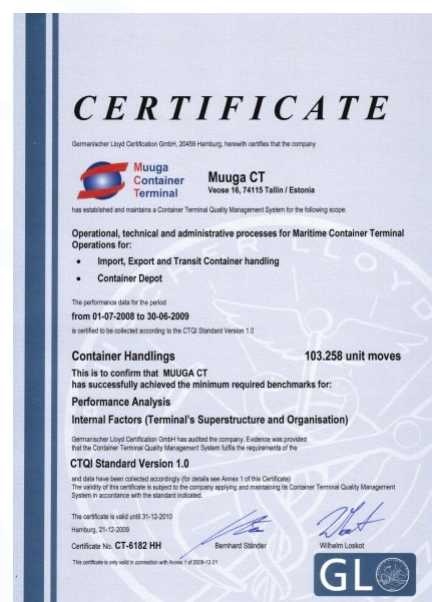 CERTIFICATE
Germanischer Lloyd Certification GmbH, 20459 Hamburg, herewith certifies that the company
Muuga
Container
Terminal
Muuga CT
Veose 16, 74115 Tallin / Estonia
has established and maintains a Container Terminal Quality Management System for the following scope:
Operational, technical and administrative processes for Maritime Container Terminal
Operations for:
• Import, Export and Transit Container handling
• Container Depot
The performance data for the period
from 01-07-2008 to 30-06-2009
is certified to be collected according to the CTQI Standard Version 1.0
Container Handlings 103.258 unit moves
This is to confirm that MUUGA CT
has successfully achieved the minimum required benchmarks for:
Performance Analysis
Internal Factors (Terminal's Superstructure and Organisation)
Germanischer Lloyd Certification GmbH has audited the company. Evidence was provided
that the Container Terminal Quality Management System fulfils the requirements of the
CTQI Standard Version 1.0
and data have been collected accordingly (for details see Annex 1 of this Certificate)
The validity of this certificate is subject to the company applying and maintaining its Container Terminal Quality Management
System in accordance with the standard indicated.
This certificate is valid until 31-12-2010
Hamburg, 21-12-2009
Certificate No. CT-6182 HH
Bernhard Ständer
Wilhelm Loskot
This certificate is only valid in connection with Annex 1 of 2009-12-21
GL